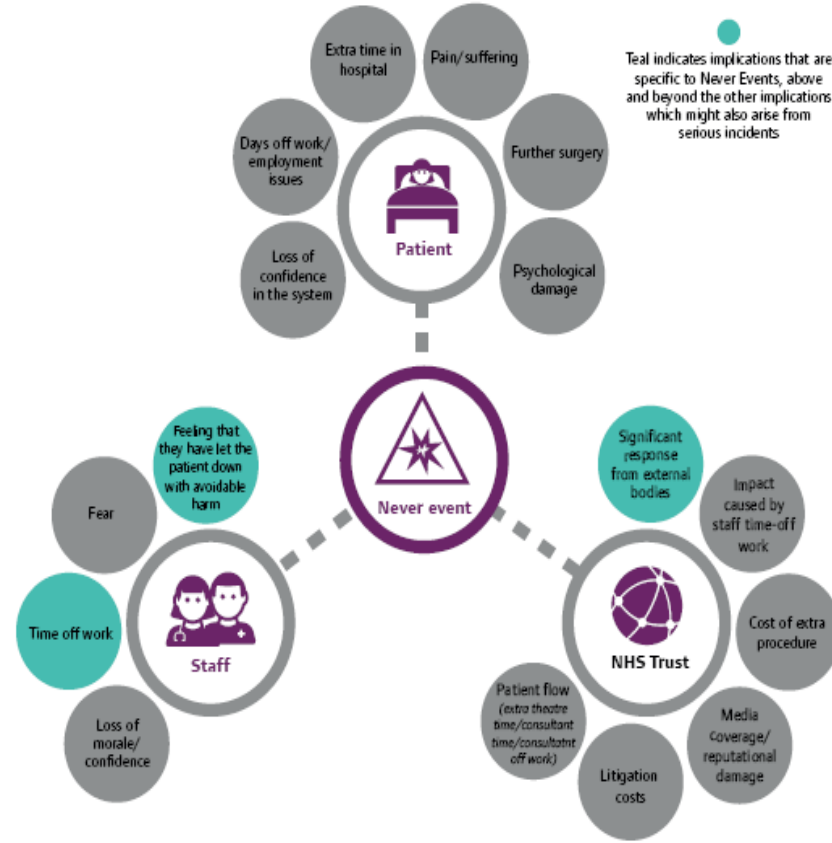 Extra time in
hospital
Pain/suffering
Teal indicates implications that are
specific to Never Events, above
and beyond the other implications
which might also arise from
serious incidents
Days off work/
employment
issues
Further surgery
Patient
Loss of
confidence
in the system
Psychological
damage
Feeling that
they have let the
patient down
with avoidable
harm
Never event
Significant
response
from external
bodies
Fear
Impact
caused by
staff time-off
work
Time off work
Staff
NHS Trust
Cost of extra
procedure
Loss of
morale/
confidence
Patient flow
(extra theatre
time/consultant
time/consultatnt
off work)
Litigation
costs
Media
coverage/
reputational
damage